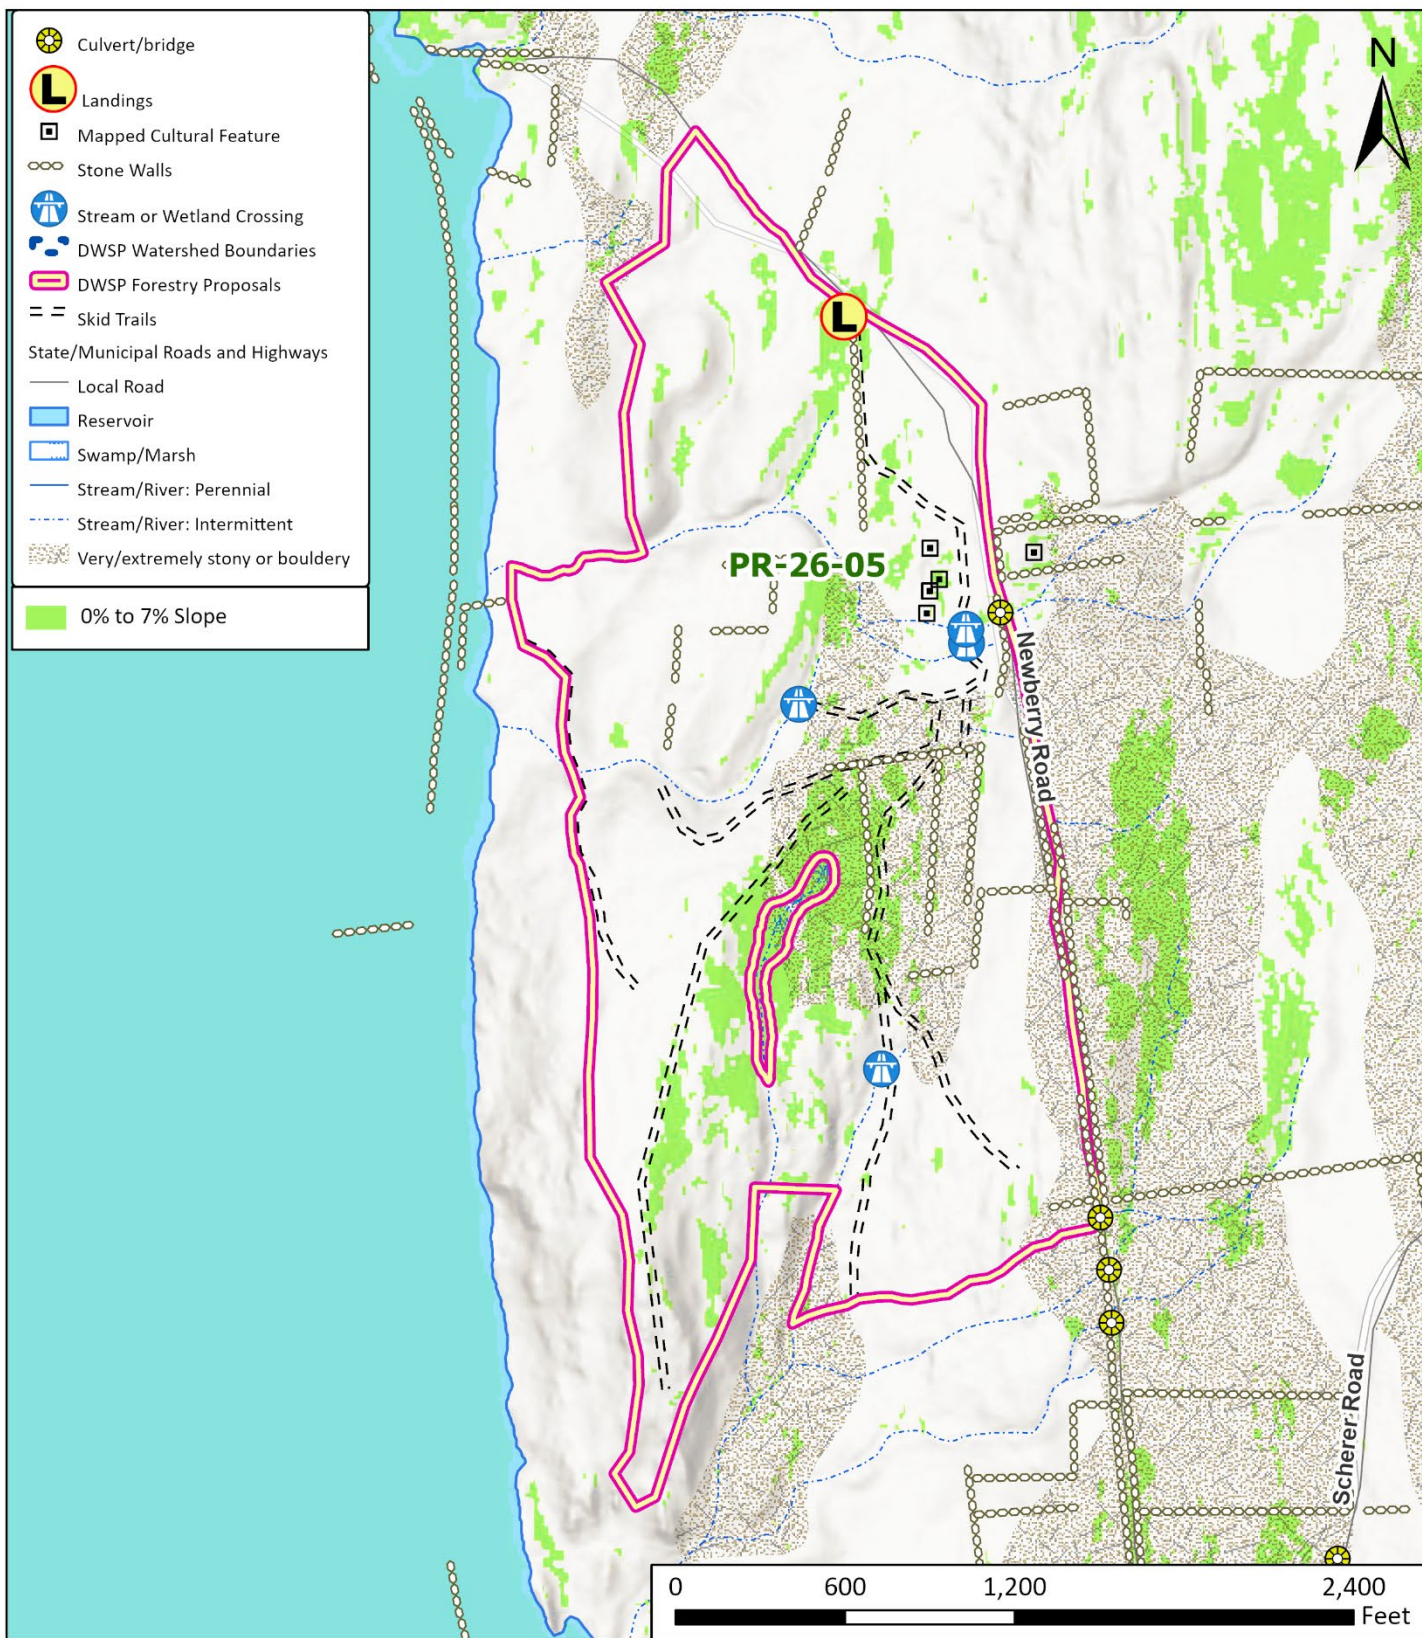 Culvert/bridge
L
Landings
Mapped Cultural Feature
Stone Walls
Stream or Wetland Crossing
DWSP Watershed Boundaries
DWSP Forestry Proposals
Skid Trails
State/Municipal Roads and Highways
Local Road
Reservoir
Swamp/Marsh
Stream/River: Perennial
Stream/River: Intermittent
Very/extremely stony or bouldery
0% to 7% Slope
N
L
PR-26-05
Newberry Road
Scherer Road
0 600 1,200 2,400
Feet